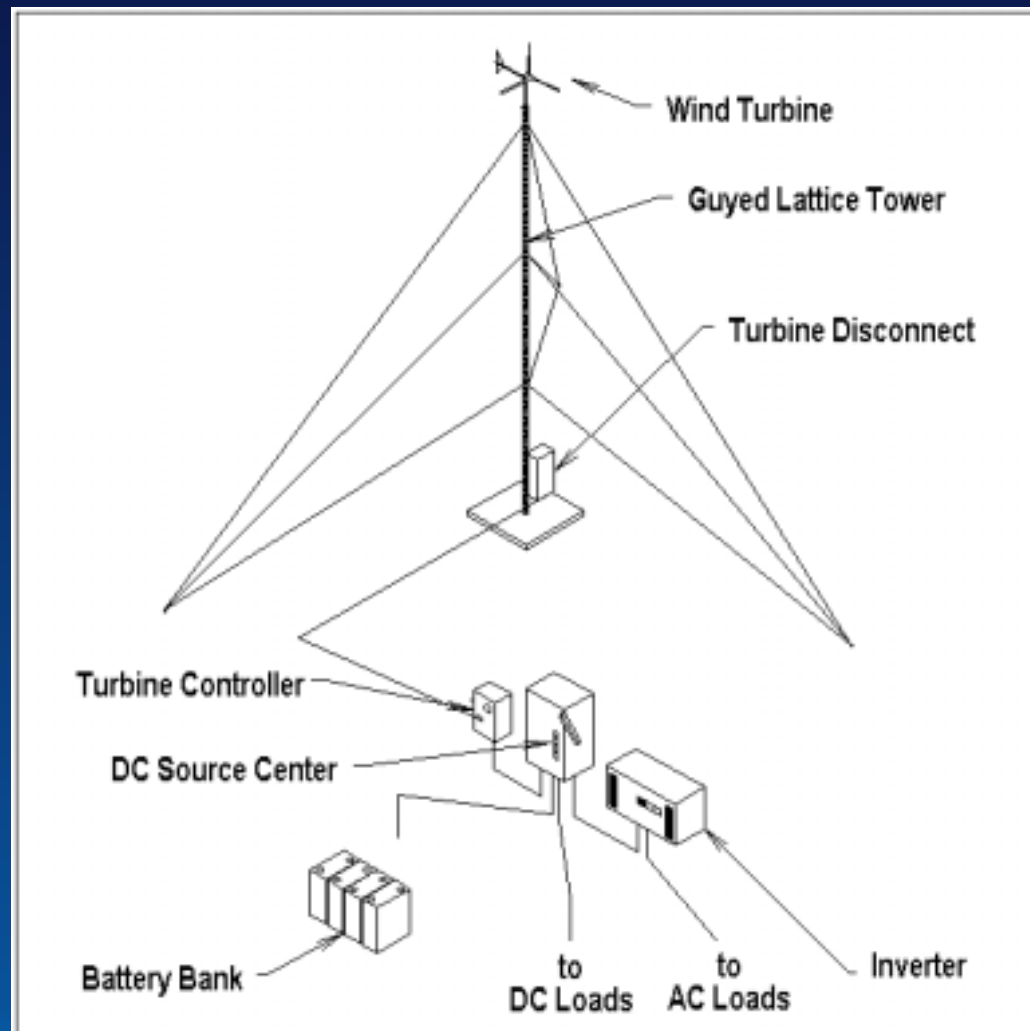 Wind Turbine
Guyed Lattice Tower
Turbine Disconnect
Turbine Controller
DC Source Center
Battery Bank
to
DC Loads
to
AC Loads
Inverter